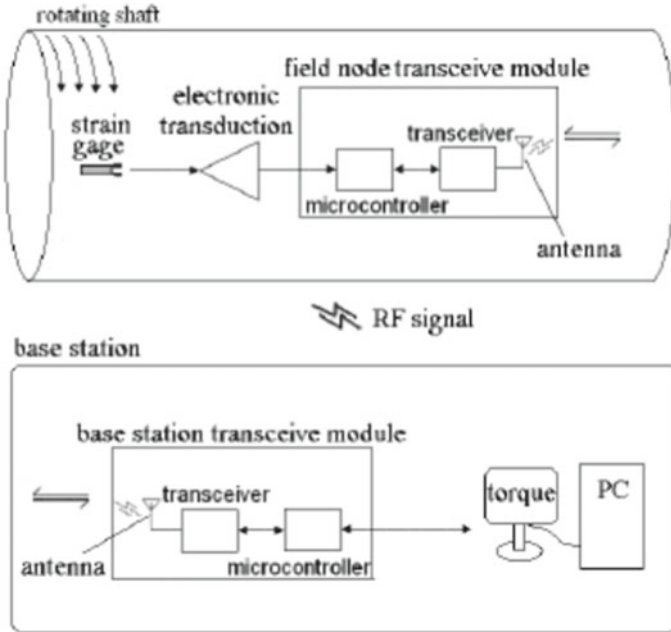 rotating shaft
field node transceive module
electronic
transduction
strain
gage
transceiver
microcontroller
antenna
RF signal
base station
base station transceive module
transceiver
torque
PC
antenna
microcontroller